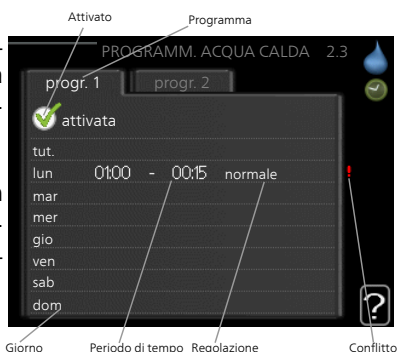 Attivato
Programma
PROGRAMM. ACQUA CALDA 2.3
progr. 1
progr. 2
attivata
tut.
lun 01:00 - 00:15 normale !
mar
mer
gio
ven
sab
dom
?
Giorno
Periodo di tempo
Regolazione
Conflitto